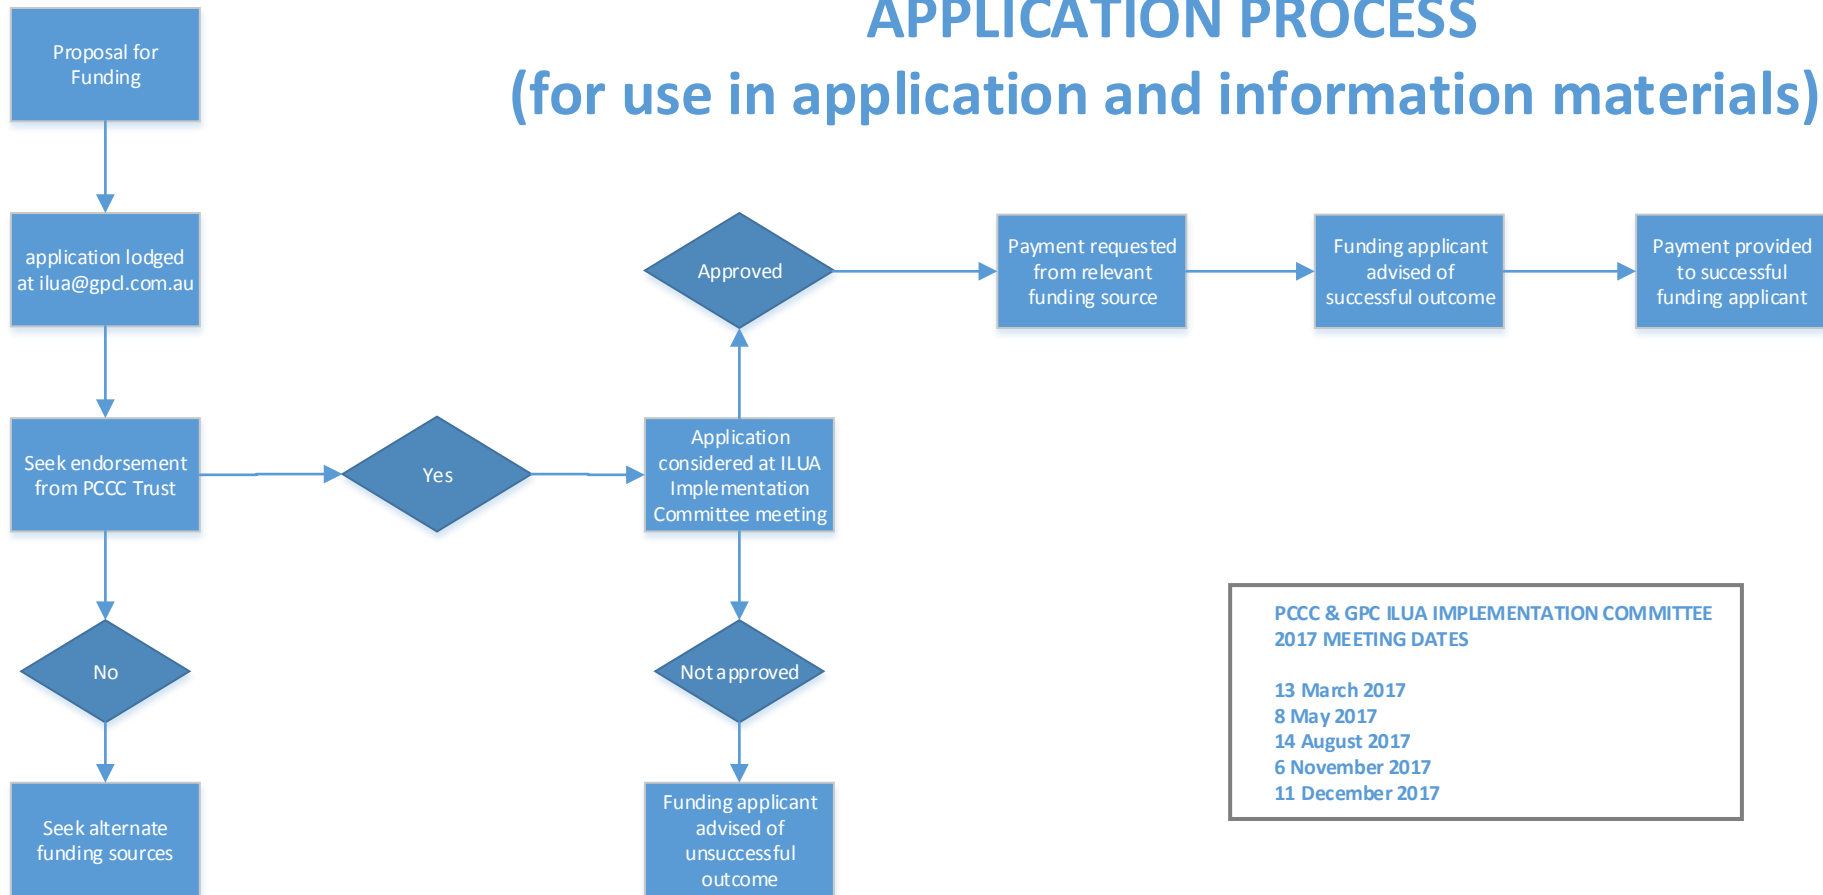 APPLICATION PROCESS
(for use in application and information materials)
Proposal for
Funding
application lodged
at ilua@gpcl.com.au
Seek endorsement
from PCCC Trust
Yes
No
Seek alternate
funding sources
Application
considered at ILUA
Implementation
Committee meeting
Approved
Not approved
Funding applicant
advised of
unsuccessful
outcome
Payment requested
from relevant
funding source
Funding applicant
advised of
successful outcome
Payment provided
to successful
funding applicant
PCCC & GPC ILUA IMPLEMENTATION COMMITTEE
2017 MEETING DATES
13 March 2017
8 May 2017
14 August 2017
6 November 2017
11 December 2017